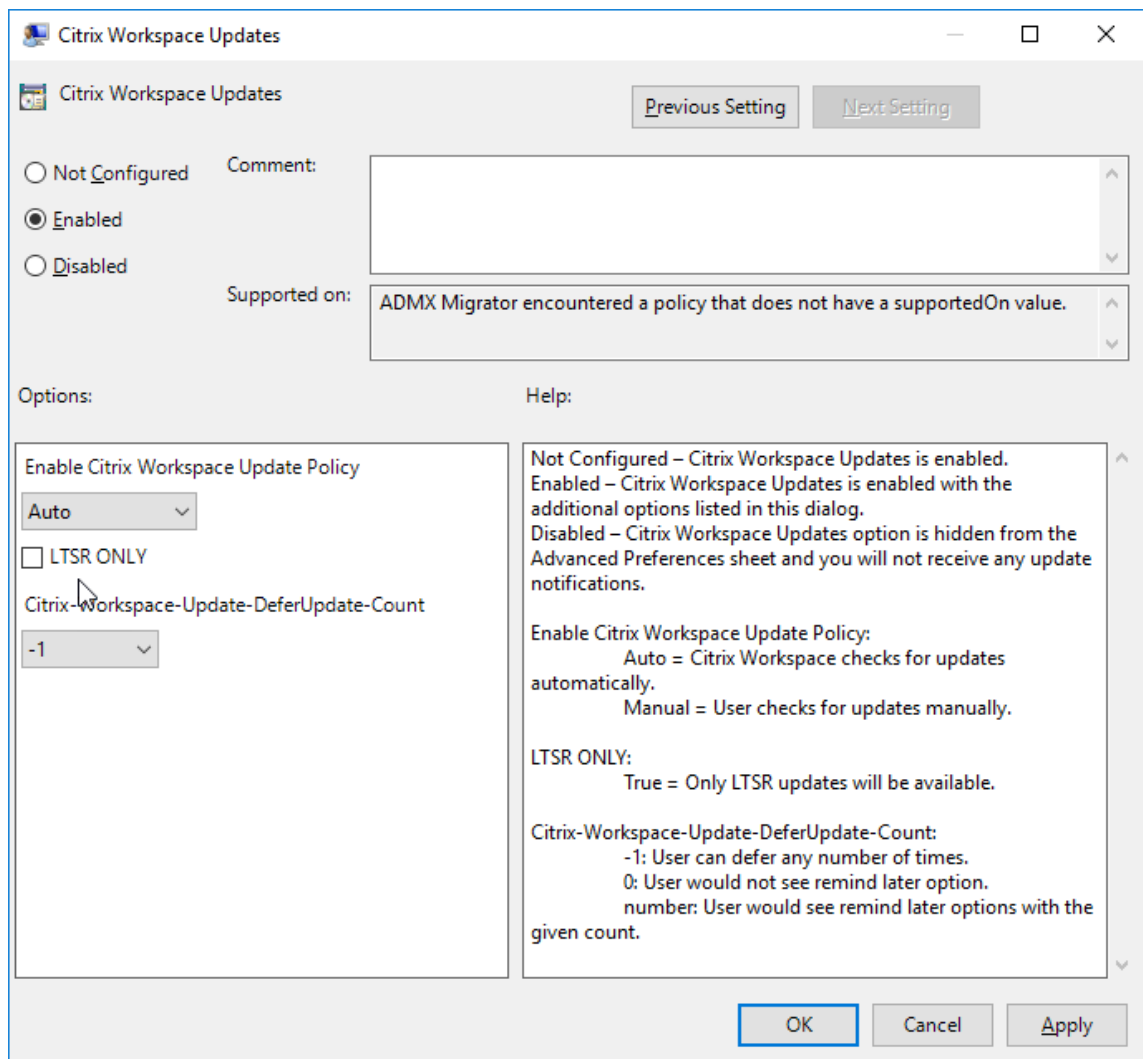 Citrix Workspace Updates
Citrix Workspace Updates
Previous Setting
Next Setting
Not Configured
Comment:
Enabled
Disabled
Supported on:
ADMX Migrator encountered a policy that does not have a supportedOn value.
Options:
Help:
Enable Citrix Workspace Update Policy
Auto
LTSR ONLY
Citrix-Workspace-Update-DeferUpdate-Count
-1
Not Configured – Citrix Workspace Updates is enabled.
Enabled – Citrix Workspace Updates is enabled with the
additional options listed in this dialog.
Disabled – Citrix Workspace Updates option is hidden from the
Advanced Preferences sheet and you will not receive any update
notifications.
Enable Citrix Workspace Update Policy:
Auto = Citrix Workspace checks for updates
automatically.
Manual = User checks for updates manually.
LTSR ONLY:
True = Only LTSR updates will be available.
Citrix-Workspace-Update-DeferUpdate-Count:
-1: User can defer any number of times.
0: User would not see remind later option.
number: User would see remind later options with the
given count.
OK
Cancel
Apply